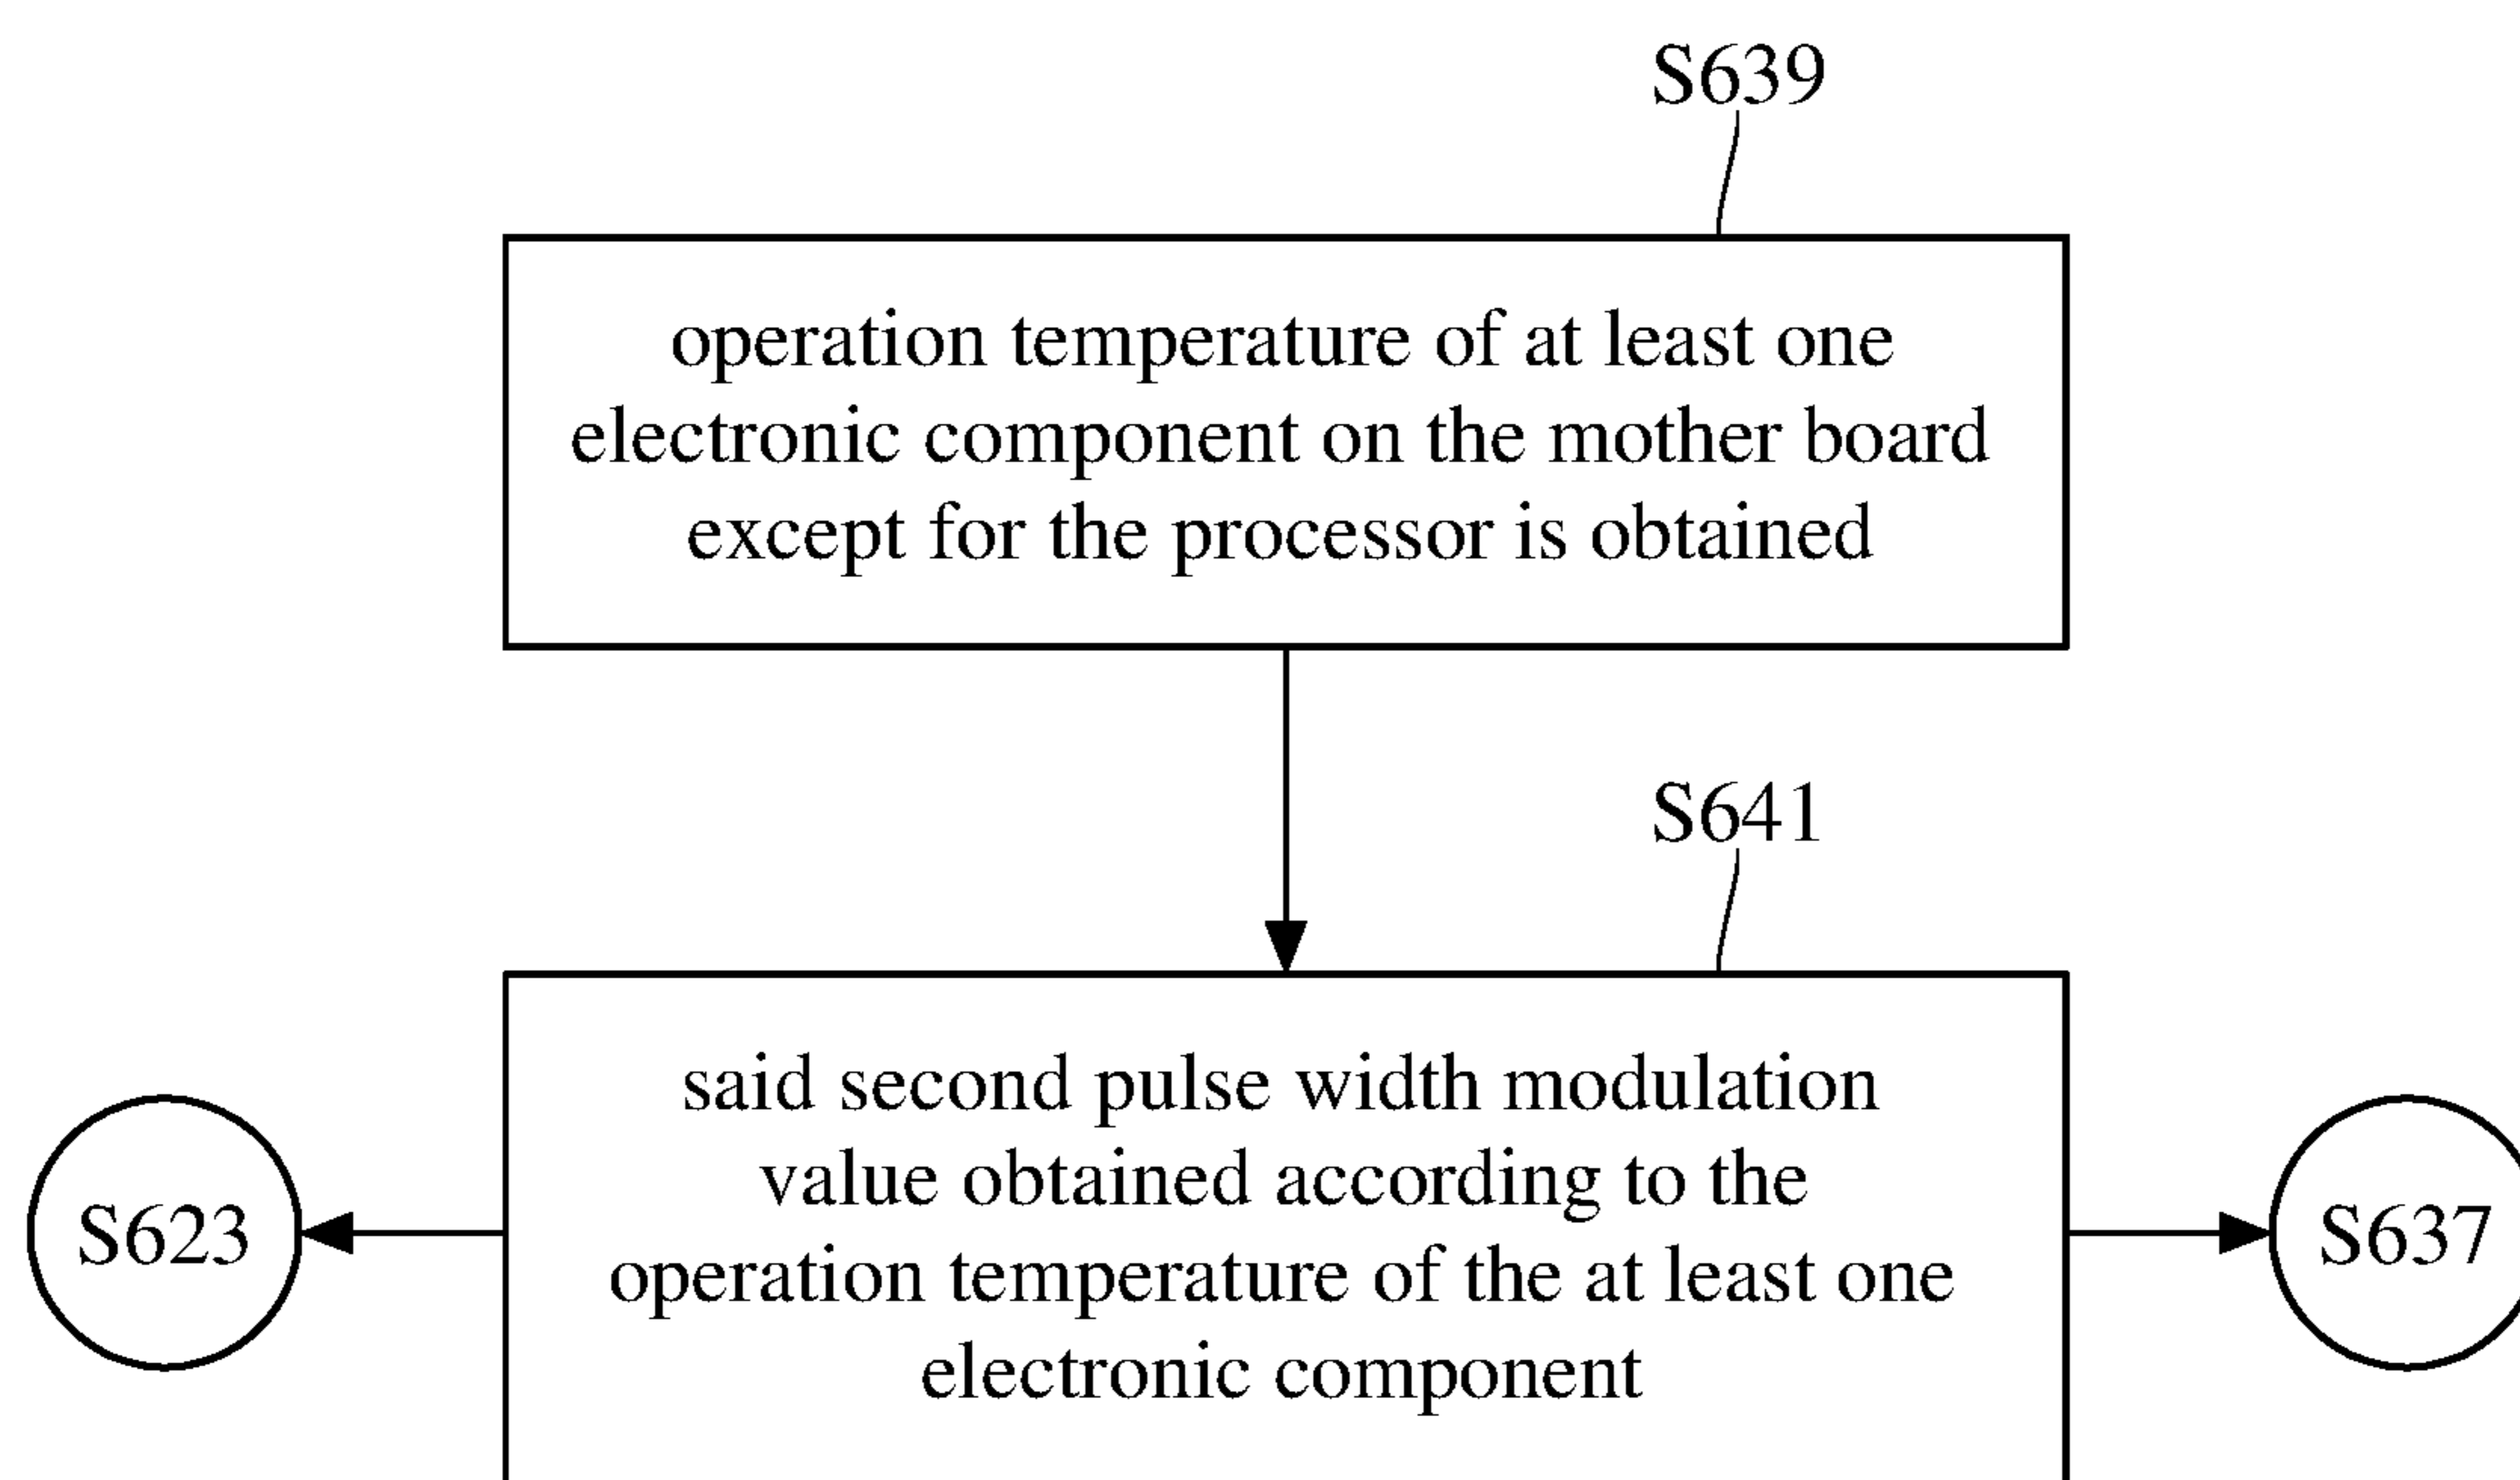 S639
operation temperature of at least one
electronic component on the mother board
except for the processor is obtained
S641
said second pulse width modulation
value obtained according to the
operation temperature of the at least one
electronic component
S623
S637